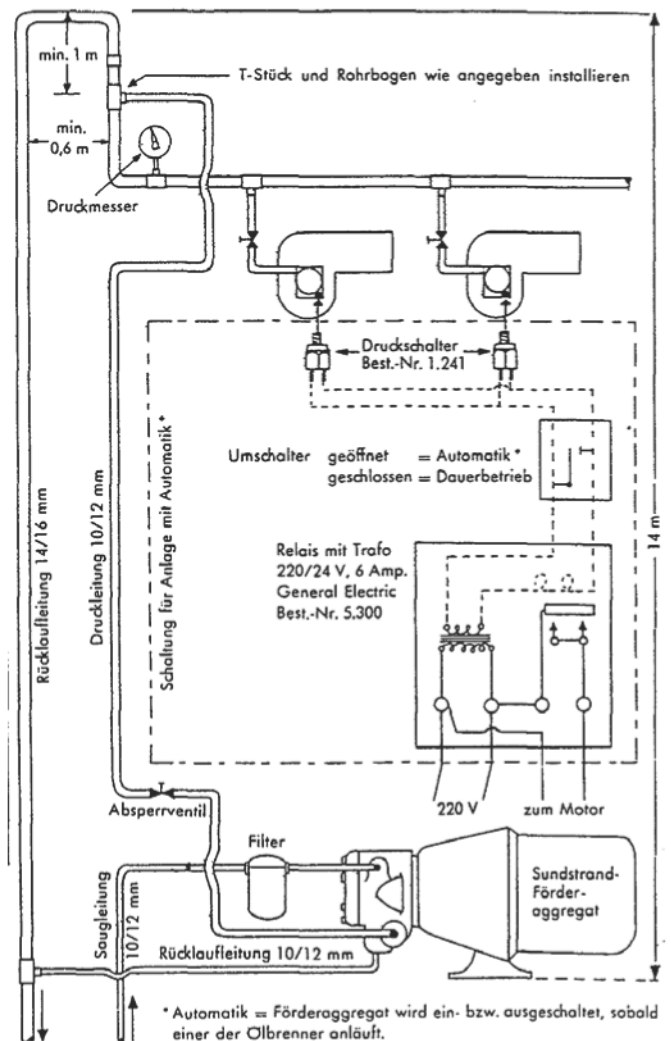 min. 1 m
T-Stück und Rohrbogen wie angegeben installieren
min.
0,6 m
Druckmesser
Druckschalter
Best.-Nr. 1.241
Schaltung für Anlage mit Automatik*
Umschalter geöffnet = Automatik*
geschlossen = Dauerbetrieb
Rücklaufleitung 14/16 mm
Druckleitung 10/12 mm
14 m
Relais mit Trafo
220/24 V, 6 Amp.
General Electric
Best.-Nr. 5.300
220 V
zum Motor
Absperrventil
Filter
Sundstrand-
Förder-
aggregat
Saugleitung
10/12 mm
Rücklaufleitung 10/12 mm
*Automatik = Förderaggregat wird ein- bzw. ausgeschaltet, sobald
einer der Ölbrenner anläuft.